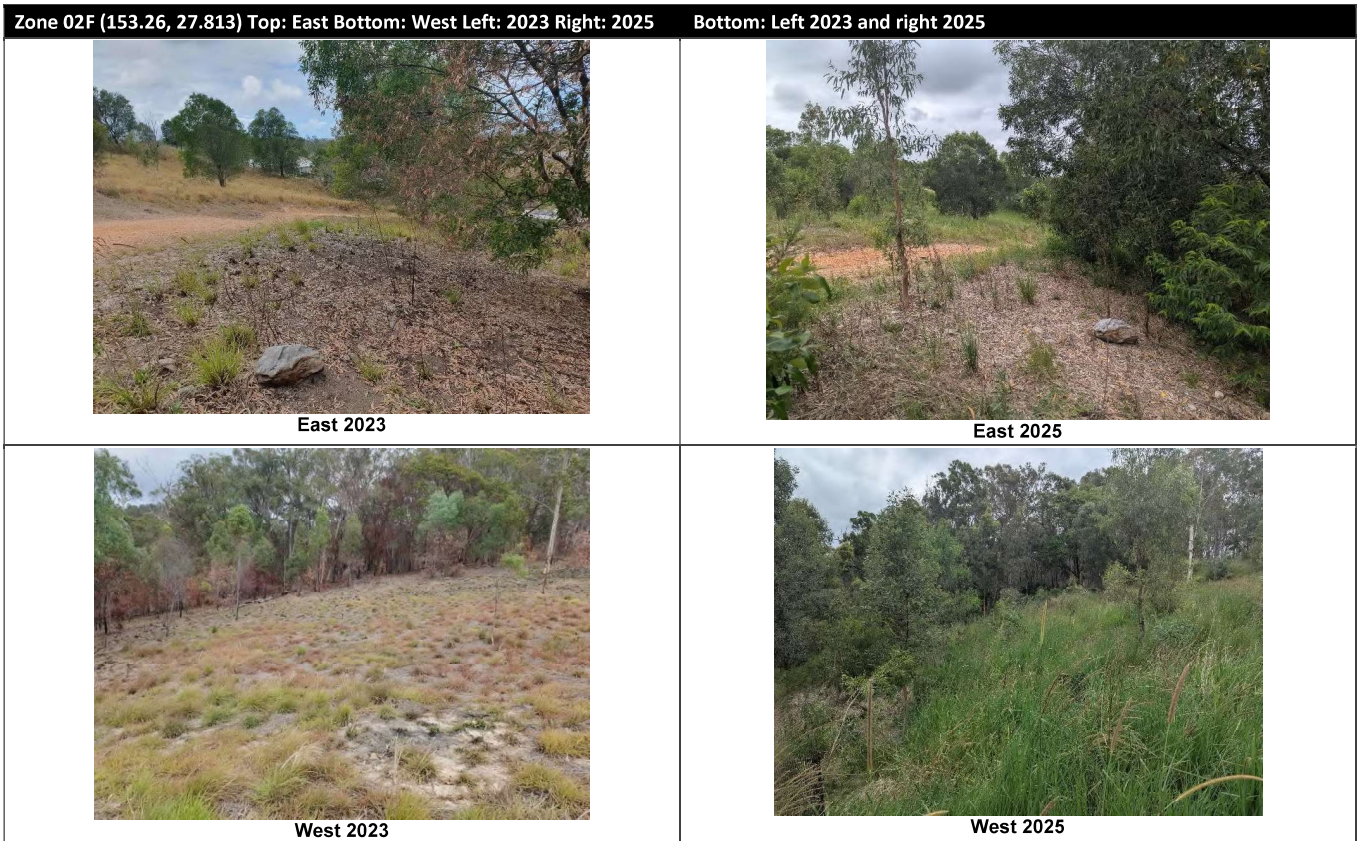 Zone 02F (153.26, 27.813) Top: East Bottom: West Left: 2023 Right: 2025 Bottom: Left 2023 and right 2025
East 2023
East 2025
West 2023
West 2025